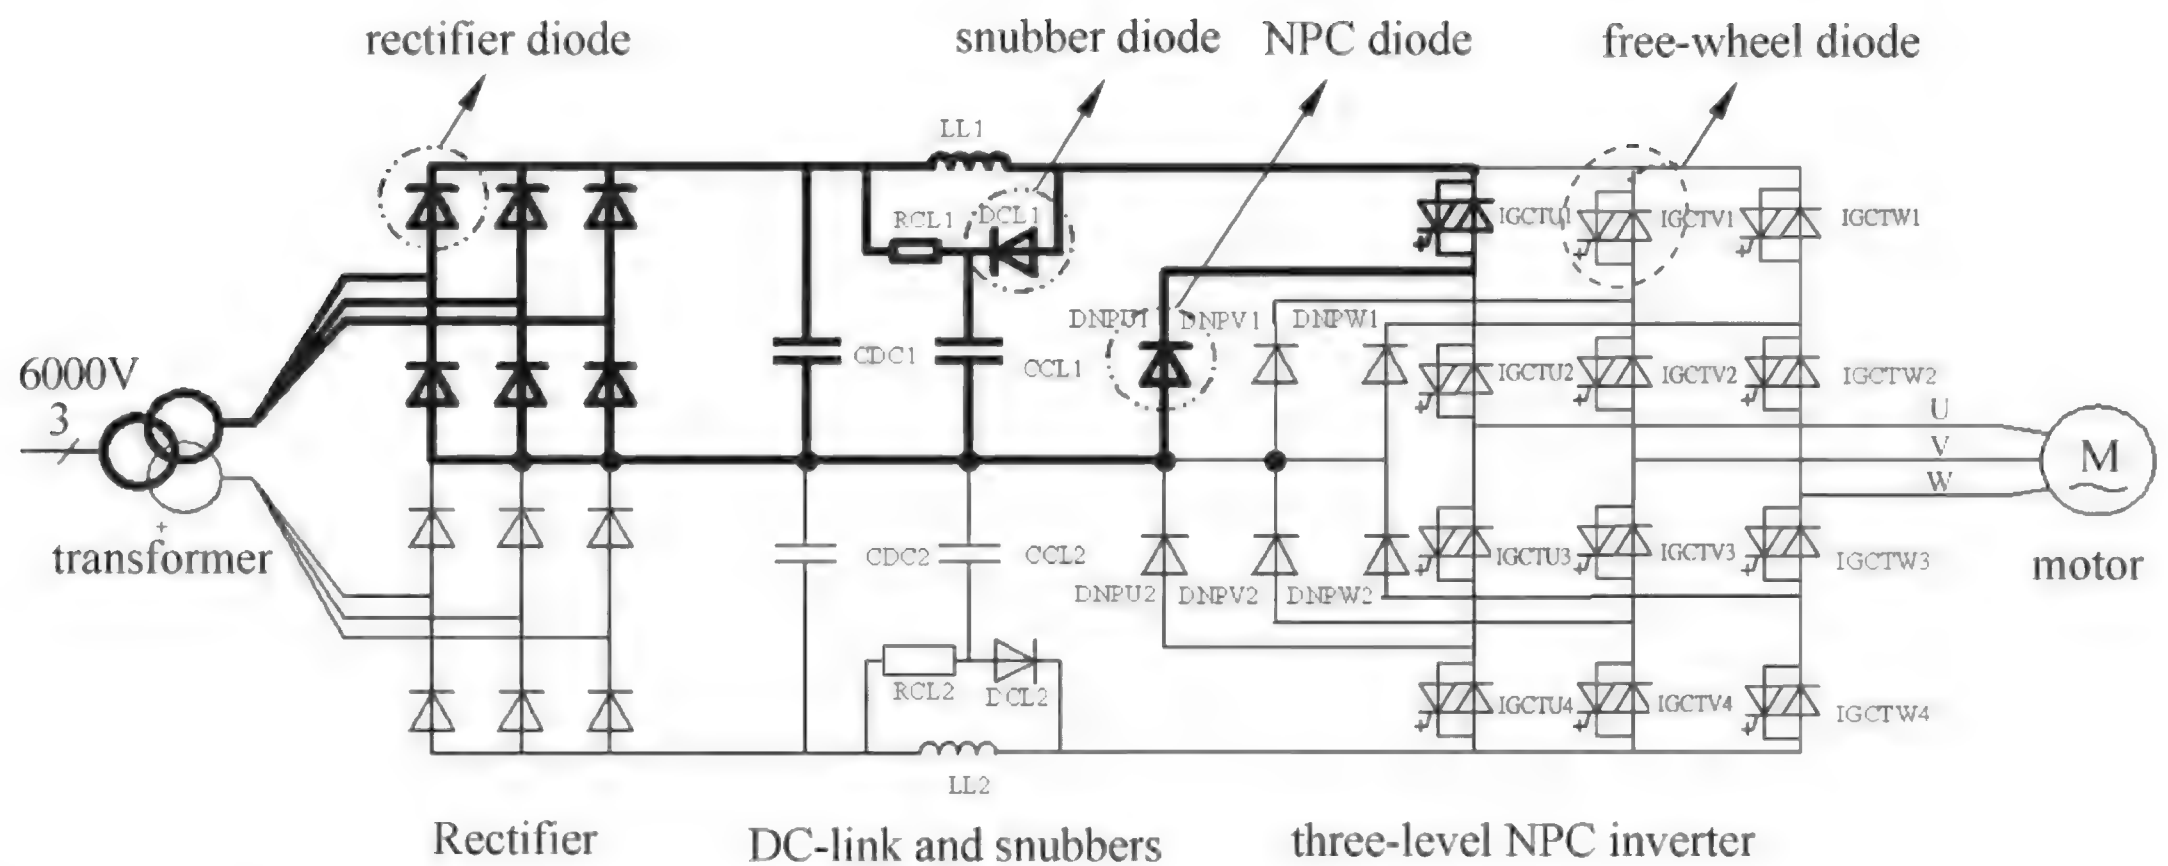 rectifier diode
snubber diode
NPC diode
free-wheel diode
LL1
RCL1
DCL1
IGCTU1
IGCTV1
IGCTW1
DNPU1
DNPV1
DNPW1
6000V
3
CDC1
CCL1
IGCTU2
IGCTV2
IGCTW2
U
V
W
M
+
transformer
CDC2
CCL2
IGCTU3
IGCTV3
IGCTW3
motor
DNPU2
DNPV2
DNPW2
RCL2
DCL2
IGCTU4
IGCTV4
IGCTW4
LL2
Rectifier
DC-link and snubbers
three-level NPC inverter